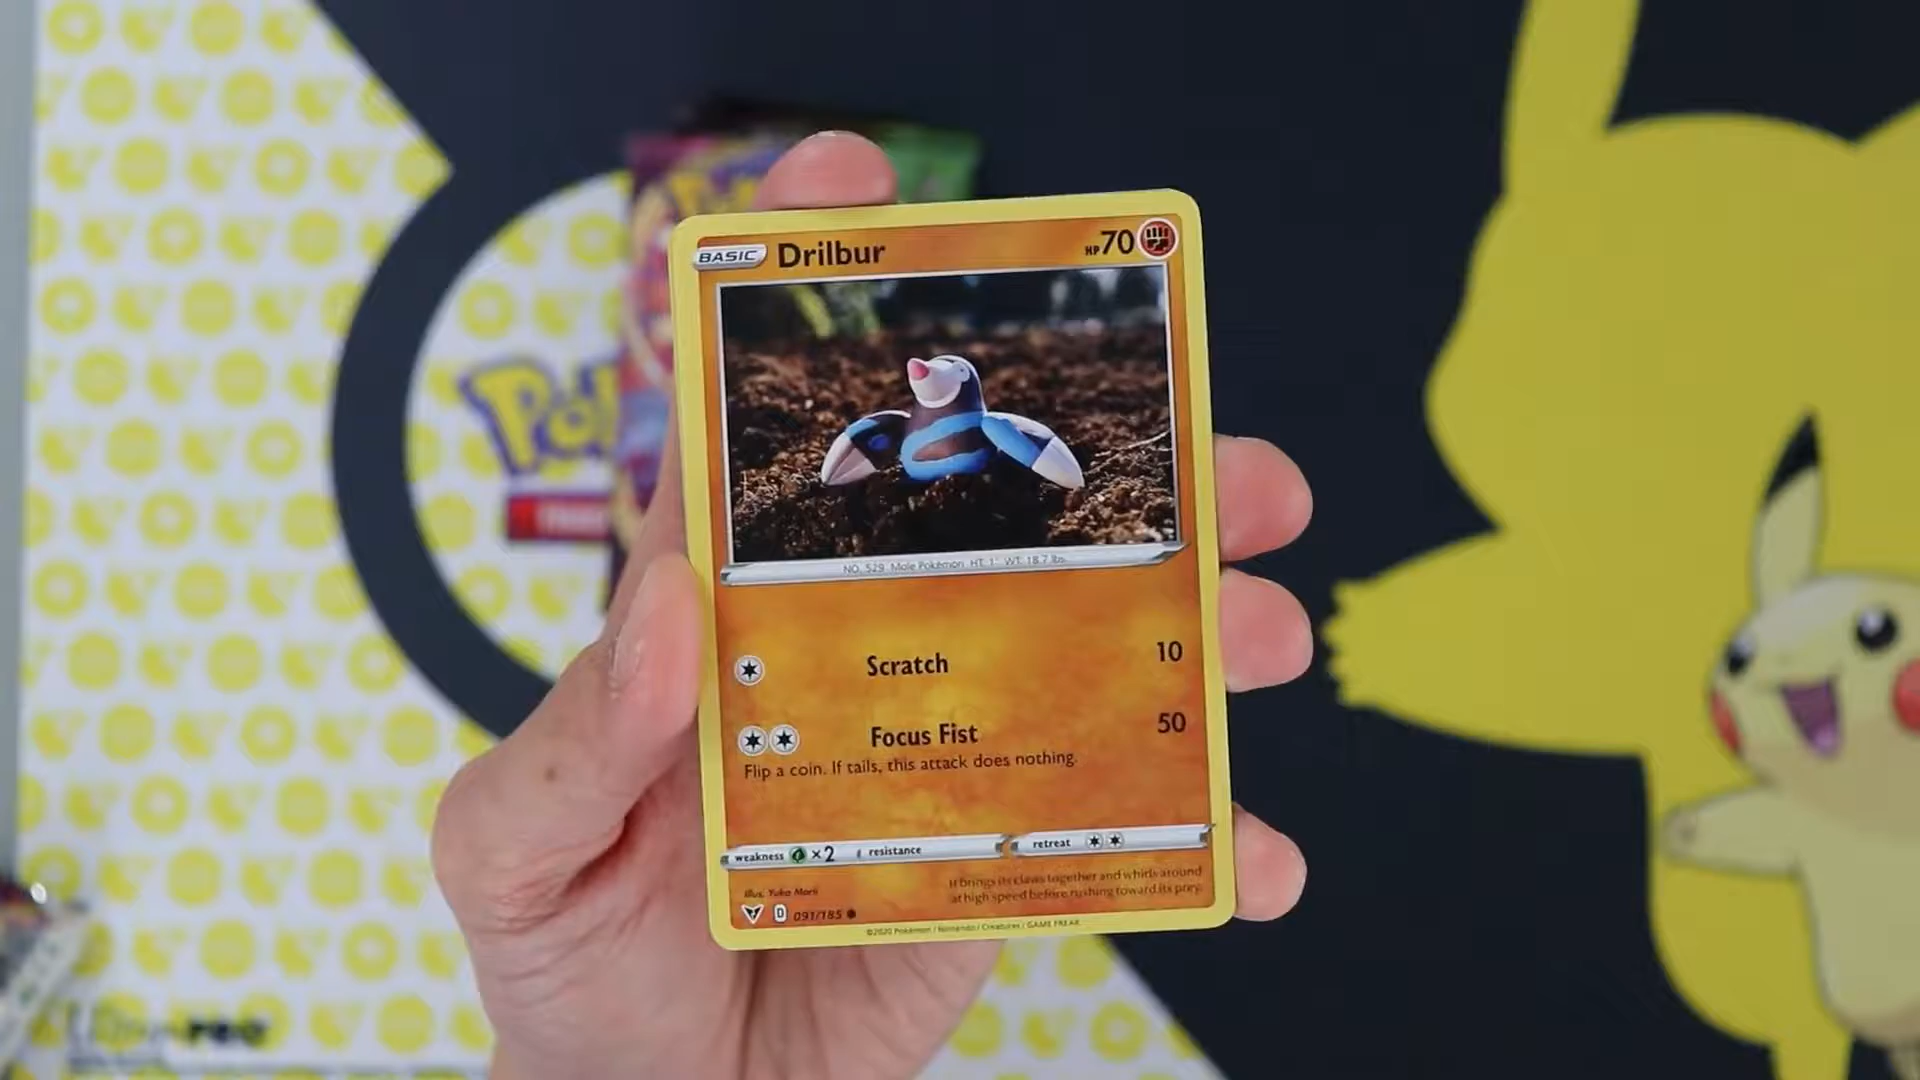 BASIC Drilbur HP 70
NO. 529 Mole Pokémon HT: 1' WT: 18.7 lbs.
Scratch 10
Focus Fist 50
Flip a coin. If tails, this attack does nothing.
weakness ×2 resistance retreat
Illus. Yuka Morii
It brings its claws together and whirls around
at high speed before rushing toward its prey.
D 091/185
©2020 Pokémon / Nintendo / Creatures / GAME FREAK